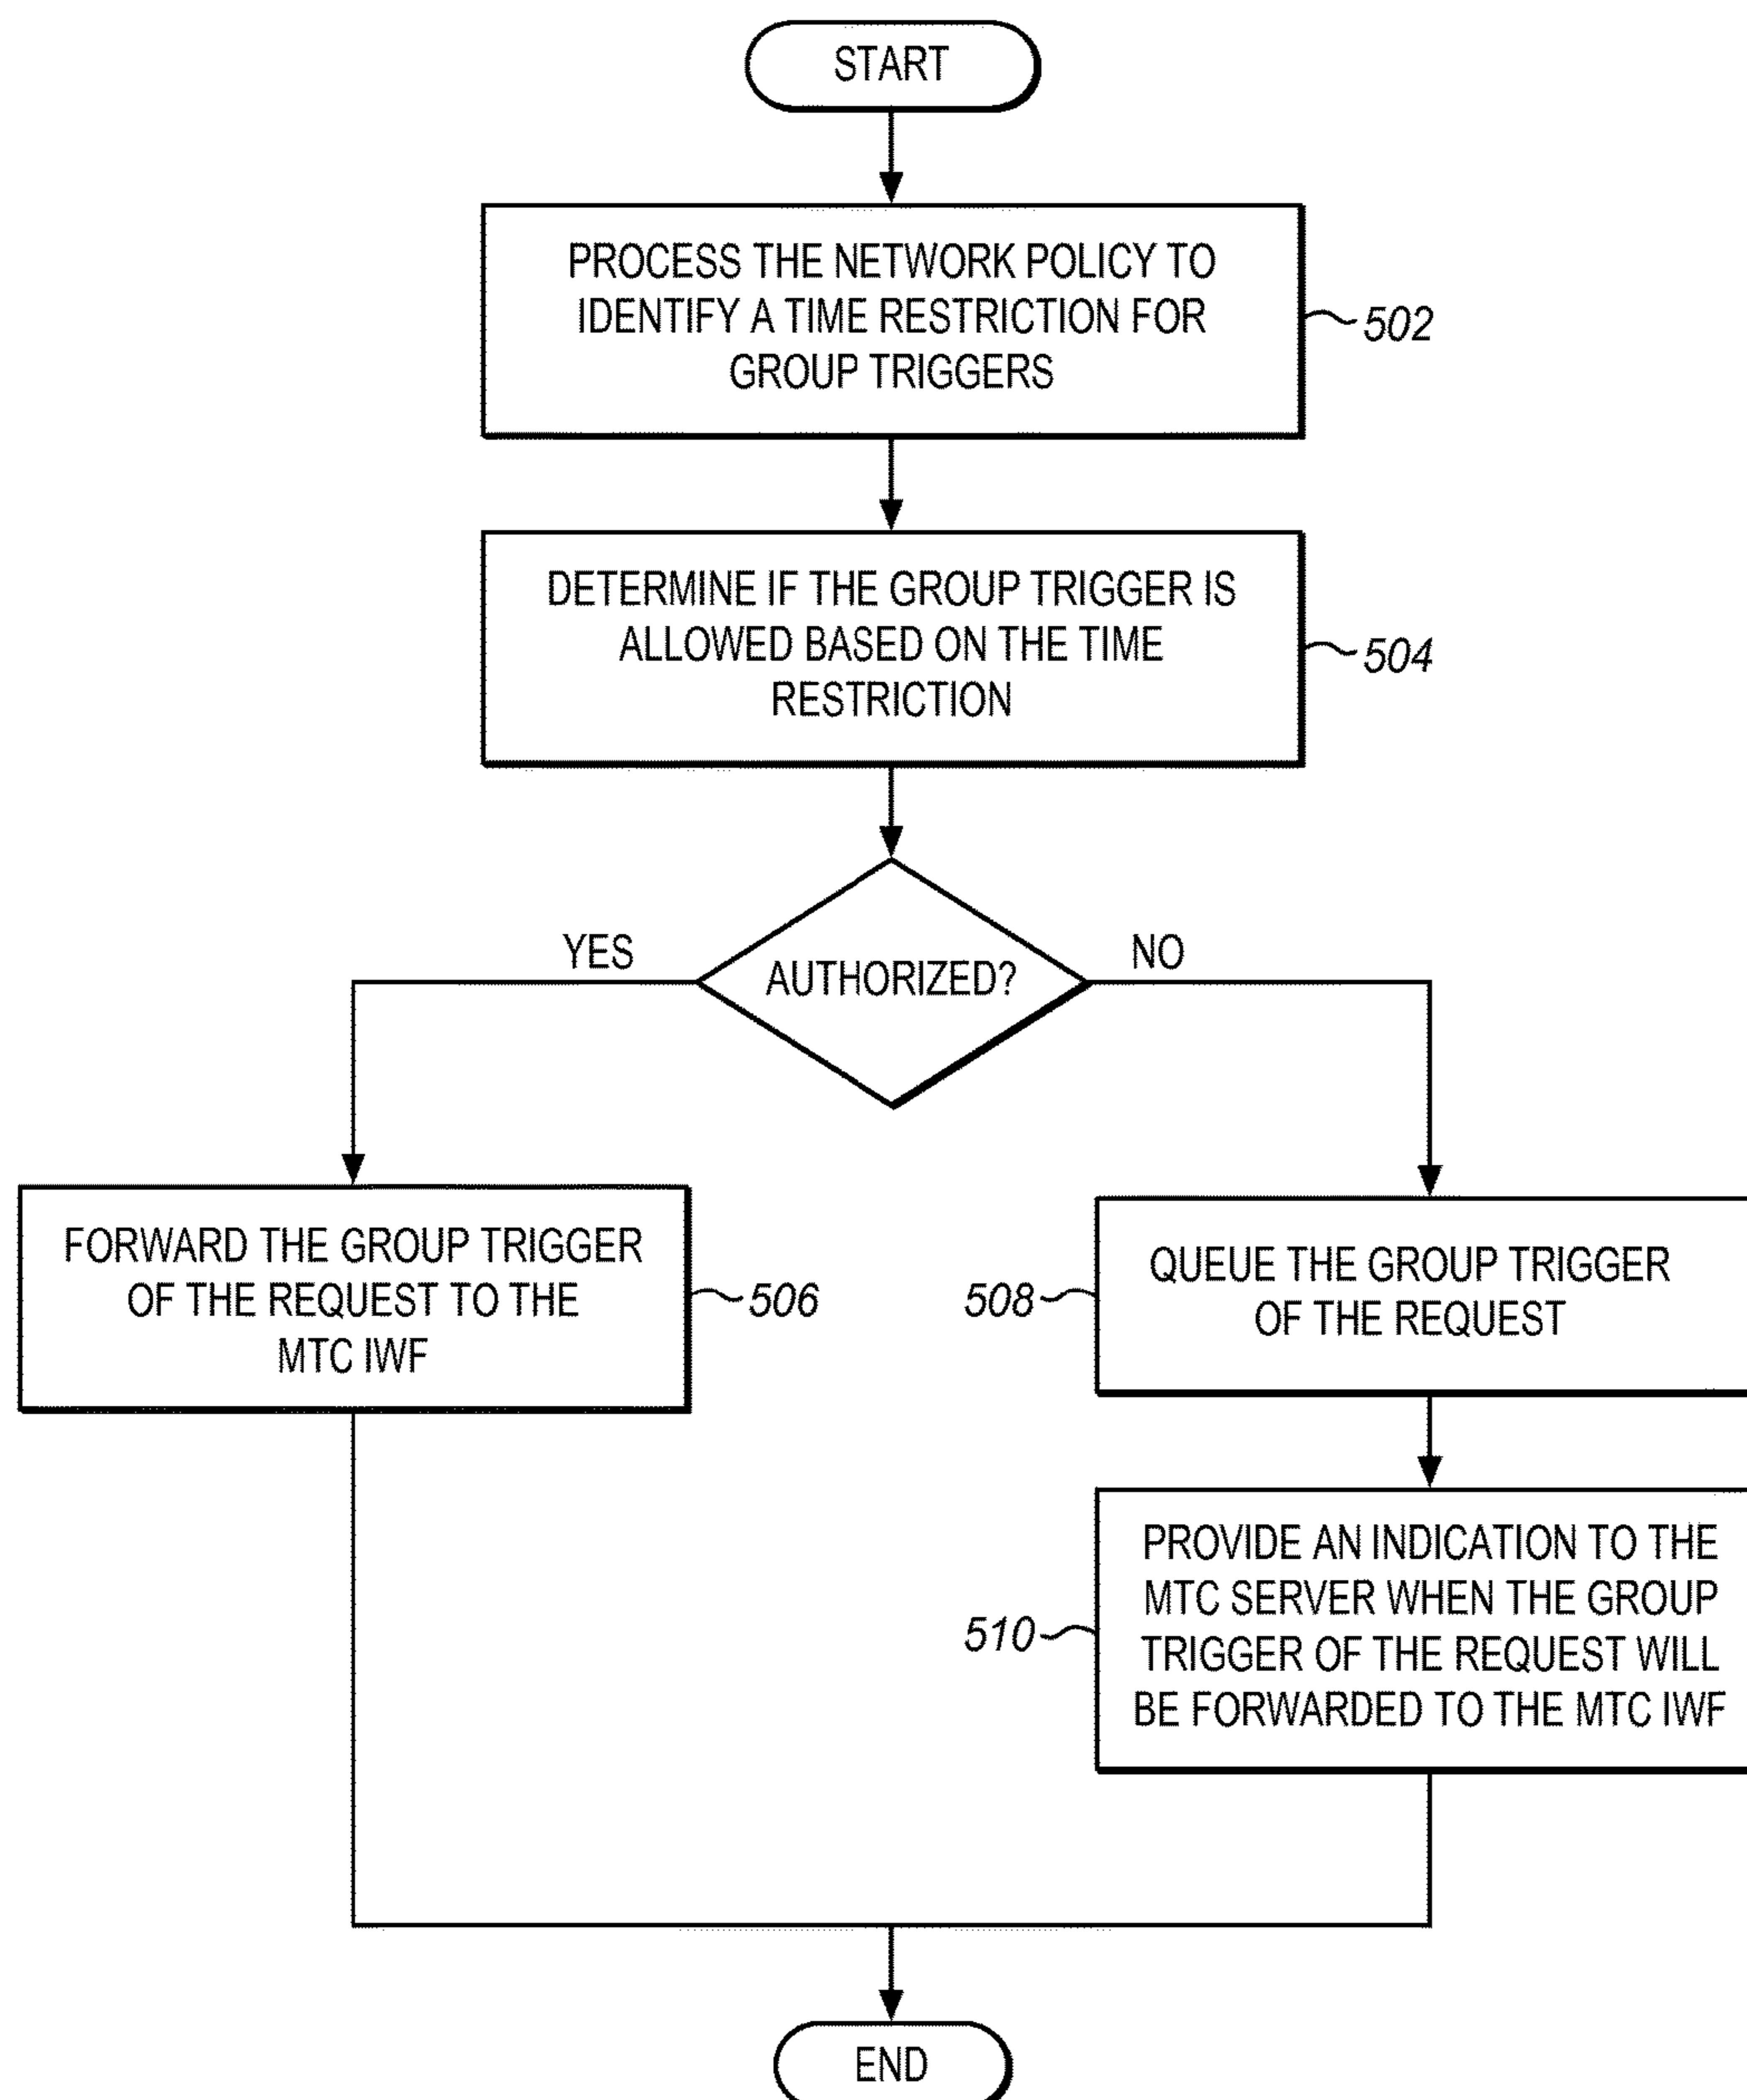 START
PROCESS THE NETWORK POLICY TO
IDENTIFY A TIME RESTRICTION FOR
GROUP TRIGGERS
502
DETERMINE IF THE GROUP TRIGGER IS
ALLOWED BASED ON THE TIME
RESTRICTION
504
AUTHORIZED?
YES
NO
FORWARD THE GROUP TRIGGER
OF THE REQUEST TO THE
MTC IWF
506
508
QUEUE THE GROUP TRIGGER
OF THE REQUEST
510
PROVIDE AN INDICATION TO THE
MTC SERVER WHEN THE GROUP
TRIGGER OF THE REQUEST WILL
BE FORWARDED TO THE MTC IWF
END